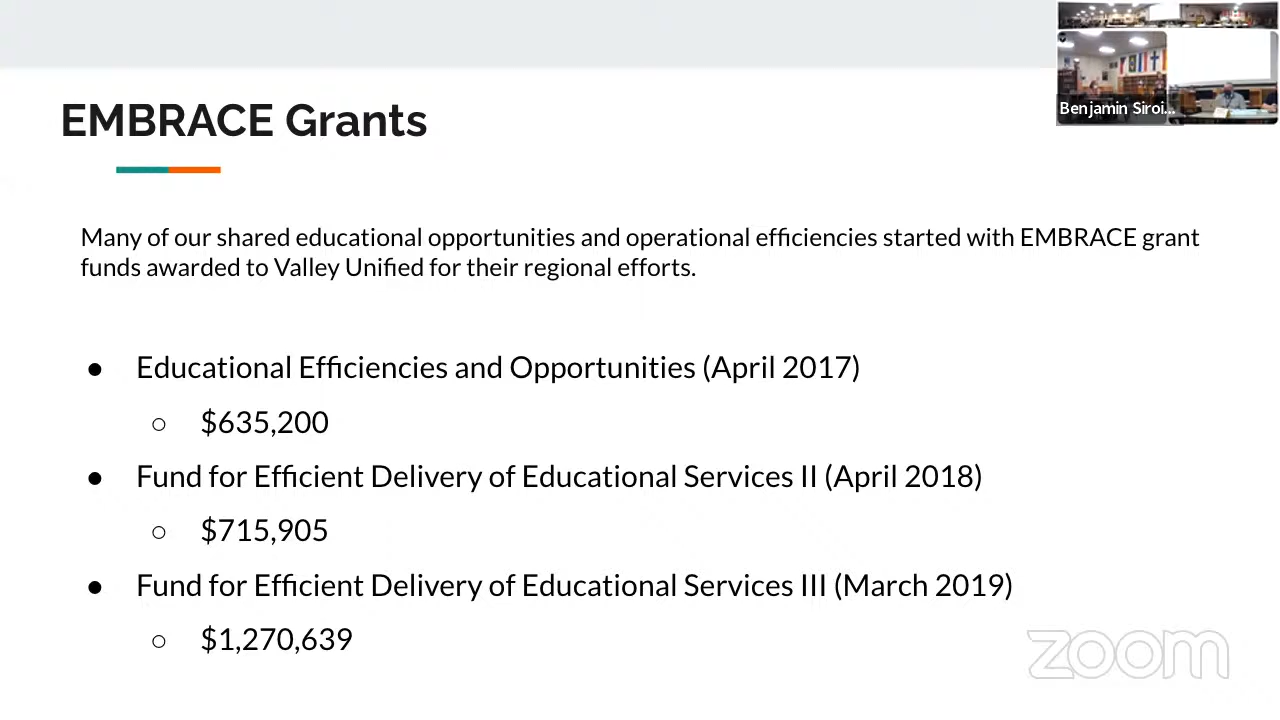 EMBRACE Grants
Benjamin Siroi...
Many of our shared educational opportunities and operational efficiencies started with EMBRACE grant
funds awarded to Valley Unified for their regional efforts.
● Educational Efficiencies and Opportunities (April 2017)
○ $635,200
● Fund for Efficient Delivery of Educational Services II (April 2018)
○ $715,905
● Fund for Efficient Delivery of Educational Services III (March 2019)
○ $1,270,639
zoom